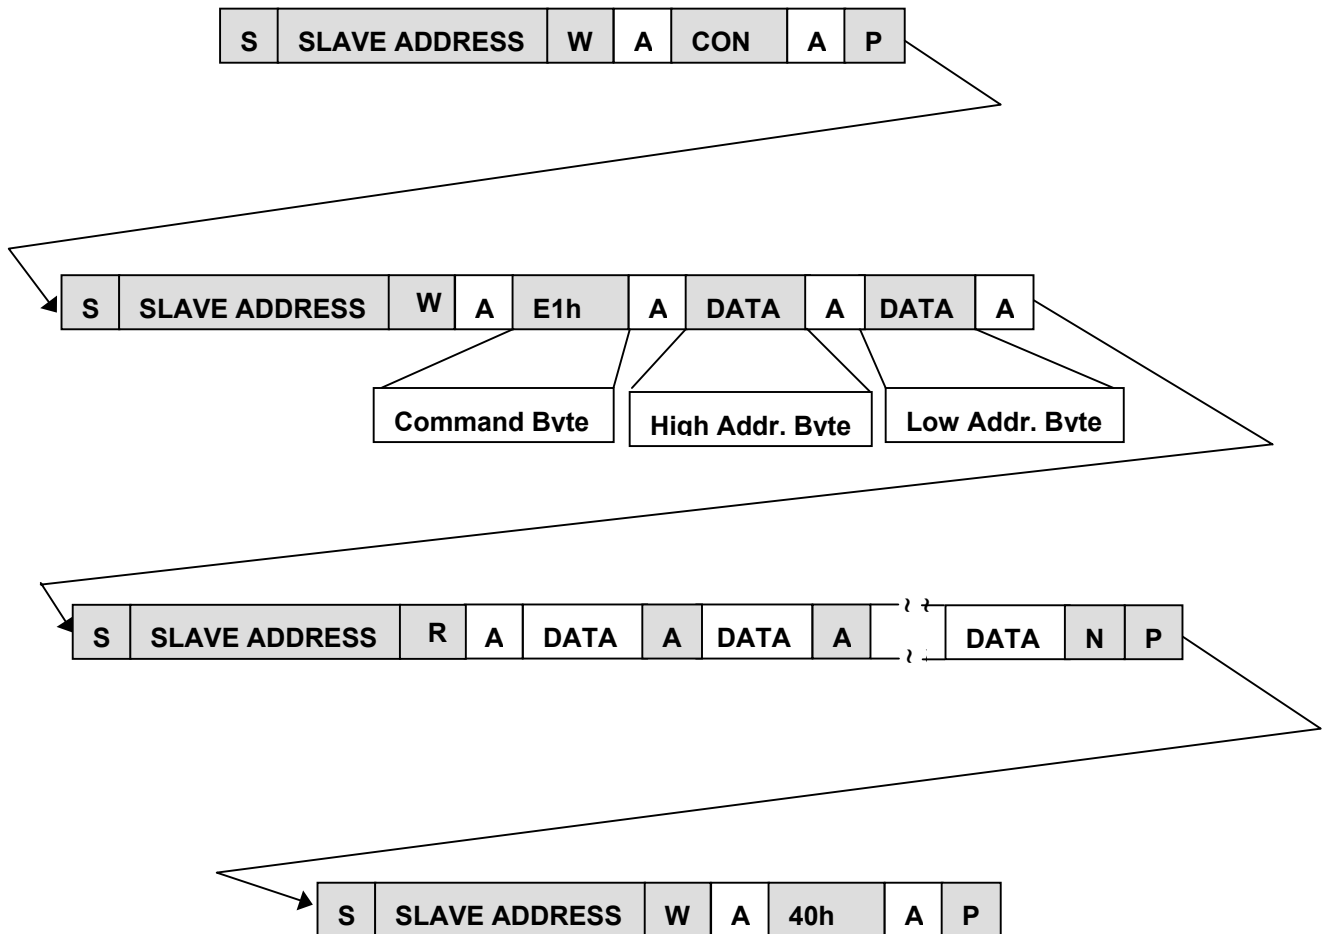 S SLAVE ADDRESS W A CON A P
S SLAVE ADDRESS W A E1h A DATA A DATA A
Command Byte High Addr. Byte Low Addr. Byte
S SLAVE ADDRESS R A DATA A DATA A ~ ~ DATA N P
S SLAVE ADDRESS W A 40h A P